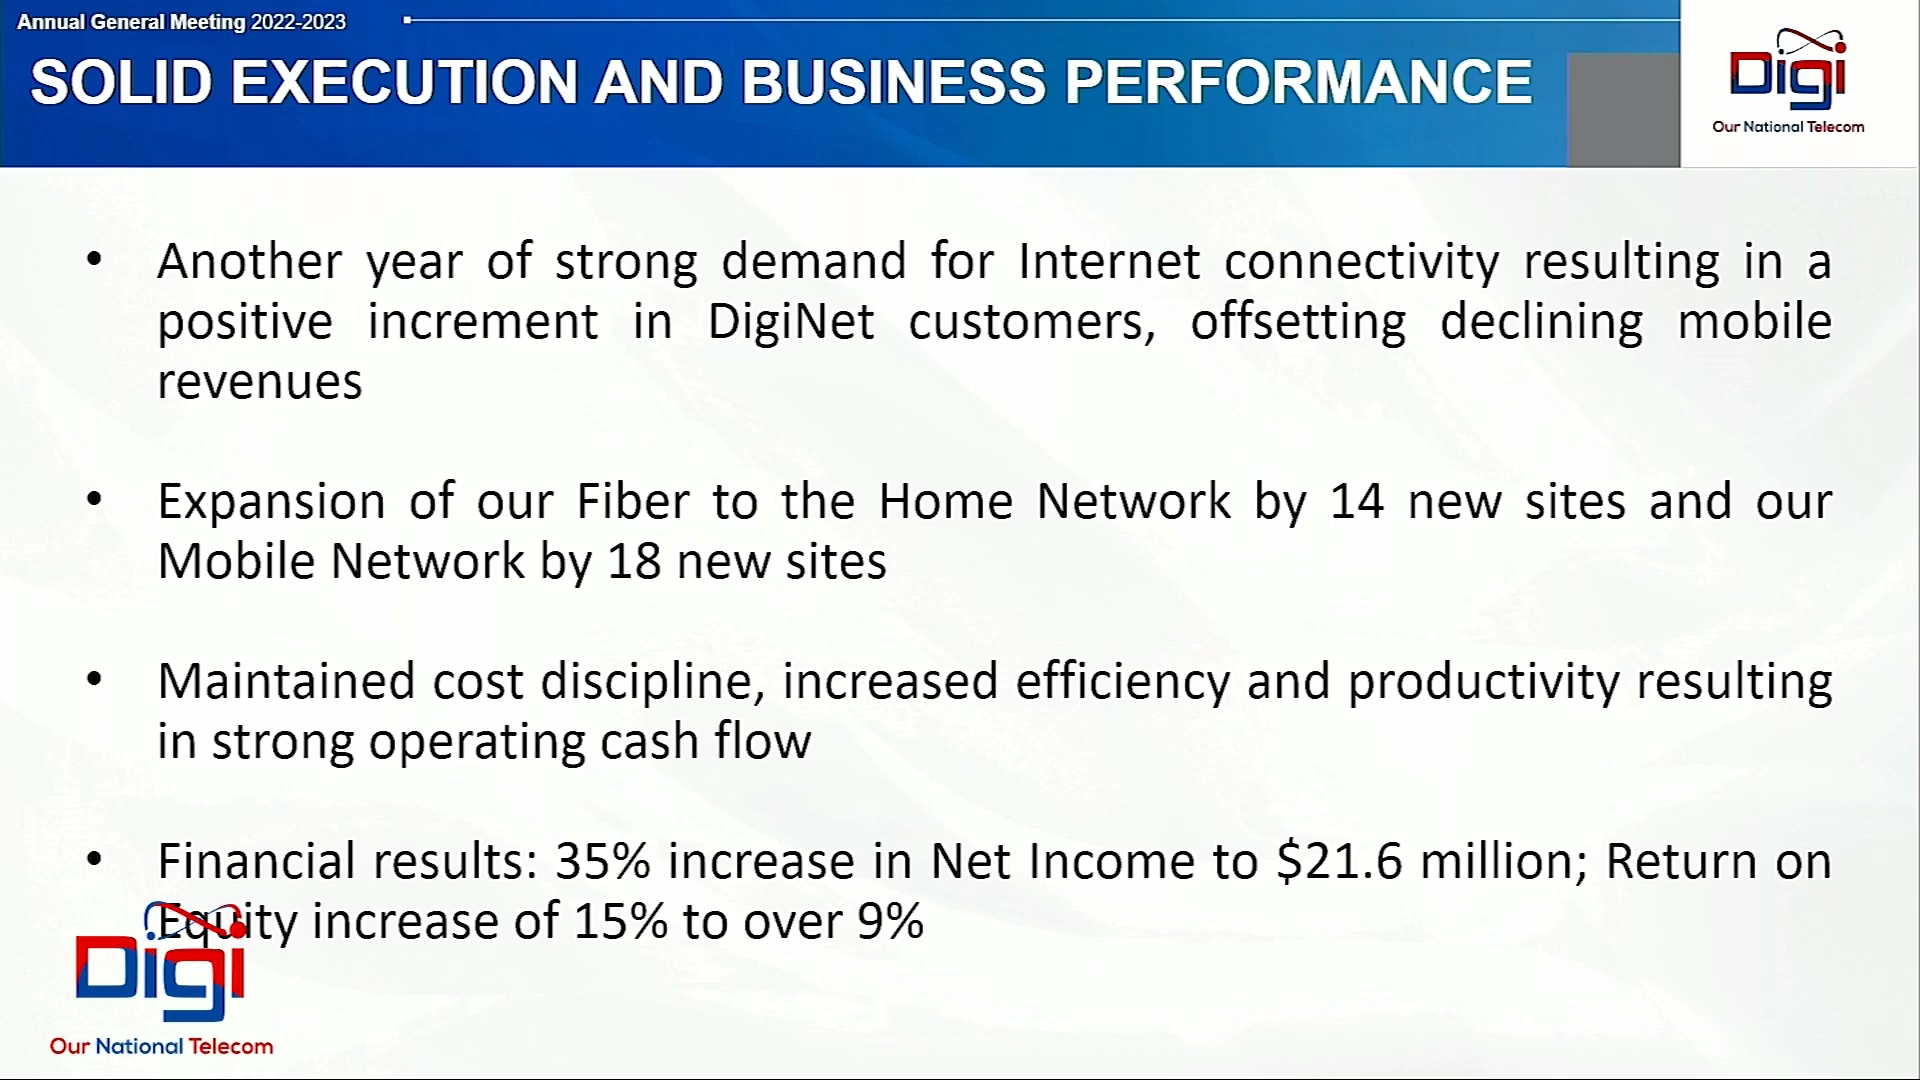 Annual General Meeting 2022-2023
SOLID EXECUTION AND BUSINESS PERFORMANCE
Digi
Our National Telecom
• Another year of strong demand for Internet connectivity resulting in a
positive increment in DigiNet customers, offsetting declining mobile
revenues
• Expansion of our Fiber to the Home Network by 14 new sites and our
Mobile Network by 18 new sites
• Maintained cost discipline, increased efficiency and productivity resulting
in strong operating cash flow
• Financial results: 35% increase in Net Income to $21.6 million; Return on
Equity increase of 15% to over 9%
Digi
Our National Telecom